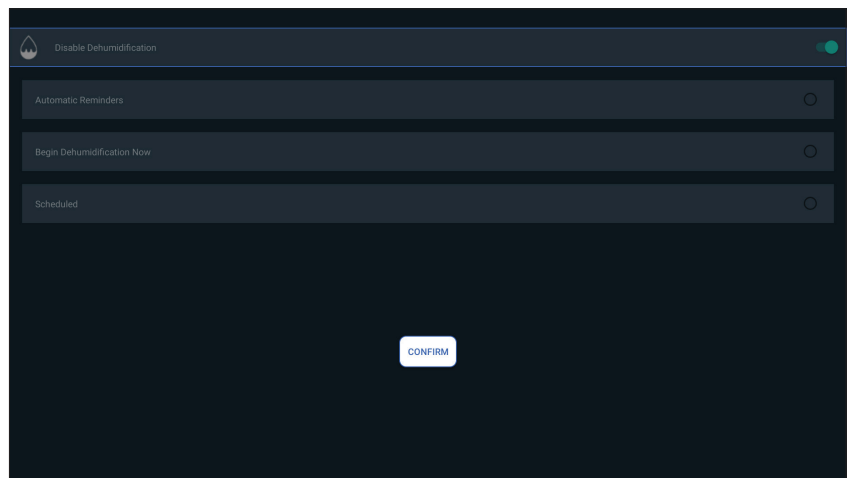 Disable Dehumidification
Automatic Reminders
Begin Dehumidification Now
Scheduled
CONFIRM